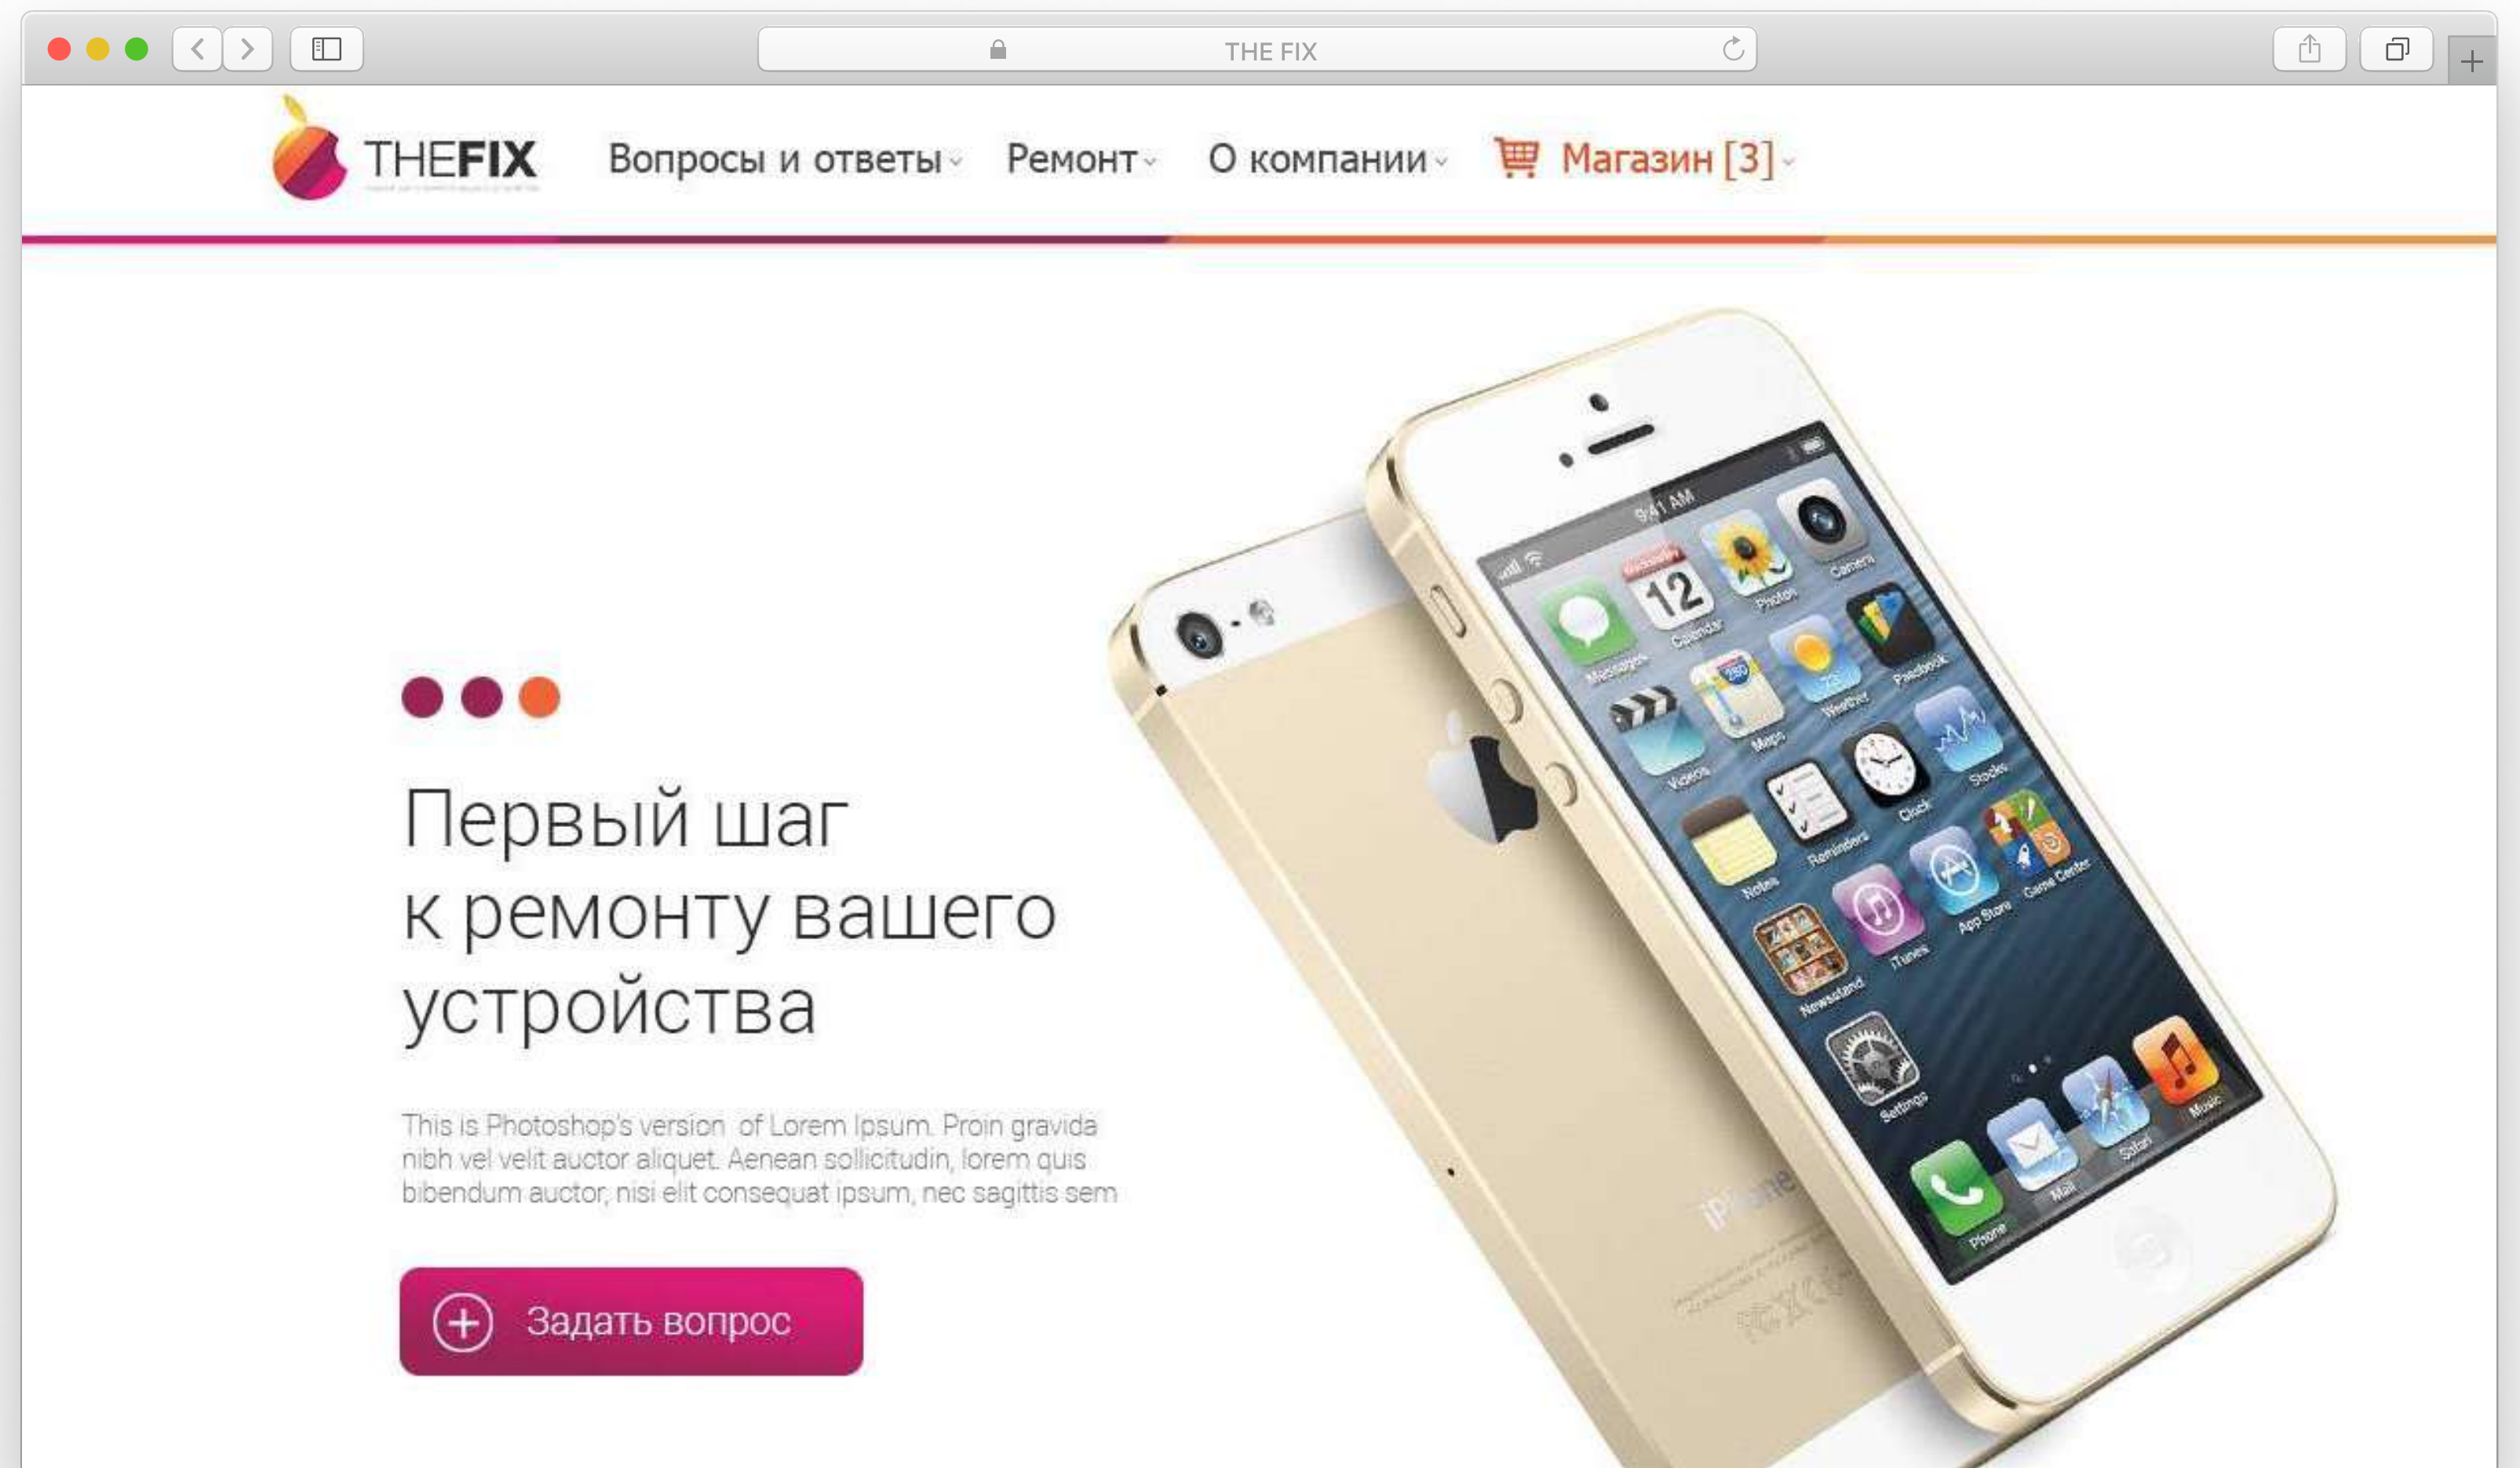 THE FIX
THEFIX
Вопросы и ответы
Ремонт
О компании
Магазин [3]
9:41 AM
12
Messages
Calendar
Photos
Camera
Videos
280
Maps
73°
Weather
Passbook
Notes
Reminders
Clock
Stocks
Newsstand
iTunes
App Store
Game Center
Settings
Phone
Mail
Safari
Music
Первый шаг
к ремонту вашего
устройства
This is Photoshop's version of Lorem Ipsum. Proin gravida
nibh vel velit auctor aliquet. Aenean sollicitudin, lorem quis
bibendum auctor, nisi elit consequat ipsum, nec sagittis sem
Задать вопрос
iPhone